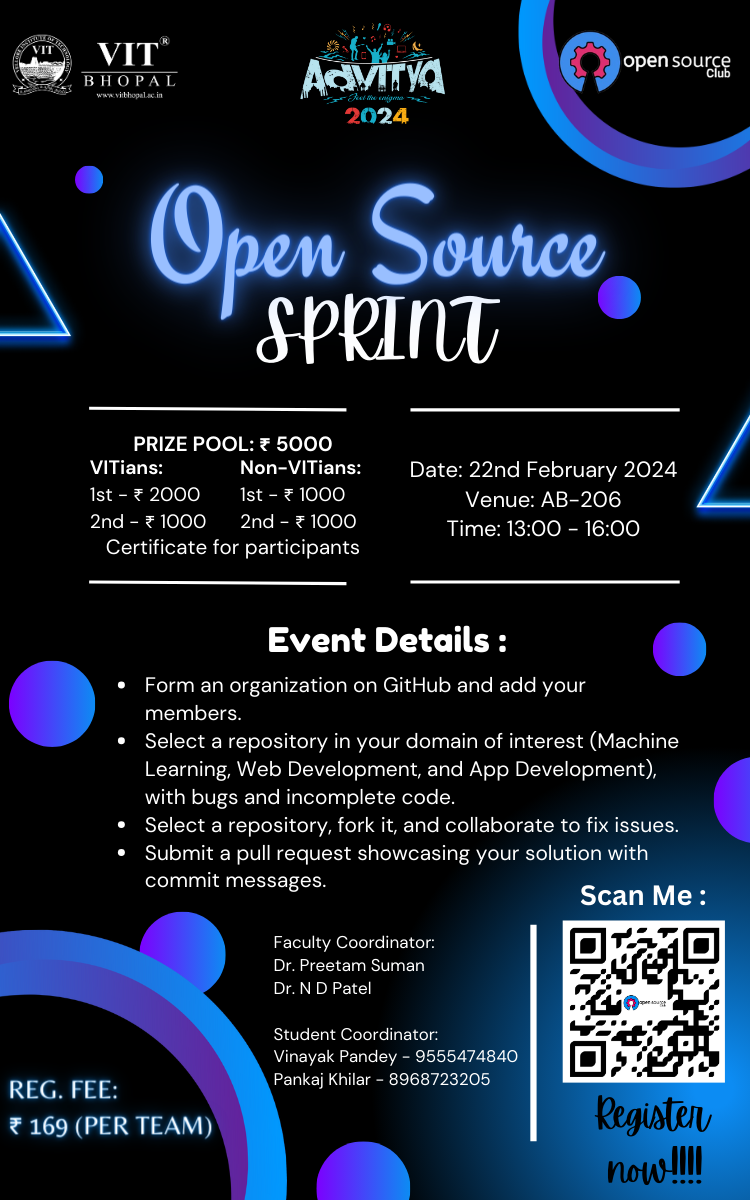 VIT®
BHOPAL
www.vitbhopal.ac.in
VIT
AdVITYA
Feel the enigma
2024
open source
Club
Open Source
SPRINT
PRIZE POOL: ₹ 5000
VITians: Non-VITians:
1st - ₹ 2000 1st - ₹ 1000
2nd - ₹ 1000 2nd - ₹ 1000
Certificate for participants
Date: 22nd February 2024
Venue: AB-206
Time: 13:00 - 16:00
Event Details :
• Form an organization on GitHub and add your
members.
• Select a repository in your domain of interest (Machine
Learning, Web Development, and App Development),
with bugs and incomplete code.
• Select a repository, fork it, and collaborate to fix issues.
• Submit a pull request showcasing your solution with
commit messages.
Scan Me :
open source
Faculty Coordinator:
Dr. Preetam Suman
Dr. N D Patel
Student Coordinator:
Vinayak Pandey - 9555474840
Pankaj Khilar - 8968723205
REG. FEE:
₹ 169 (PER TEAM)
Register
now!!!!